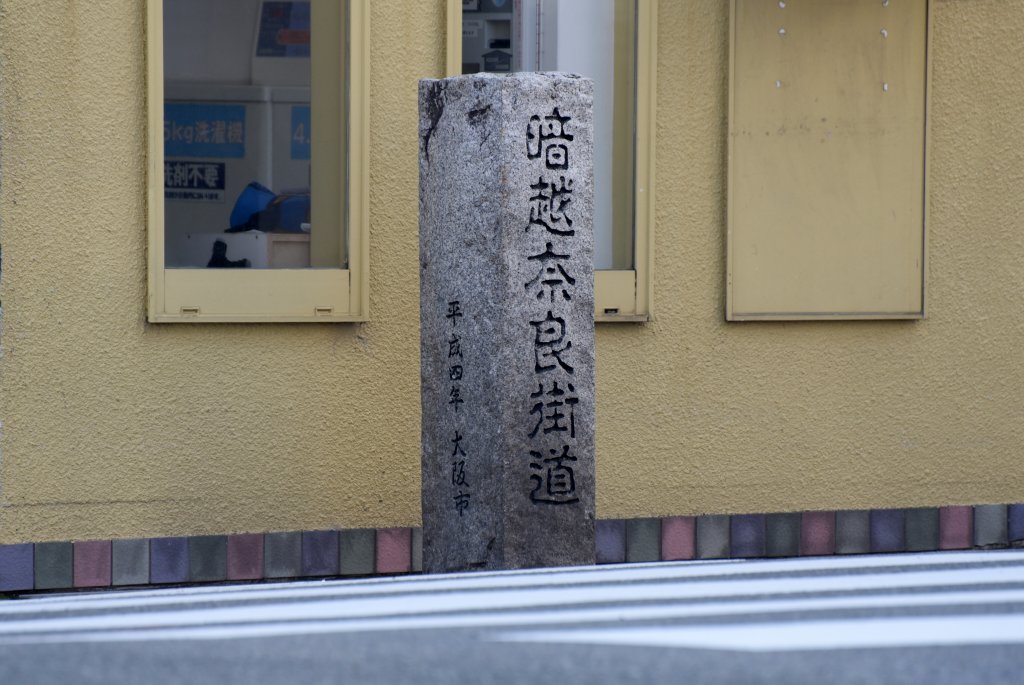 暗越奈良街道
平成四年 大阪市
5kg洗濯機
4.
洗剤不要